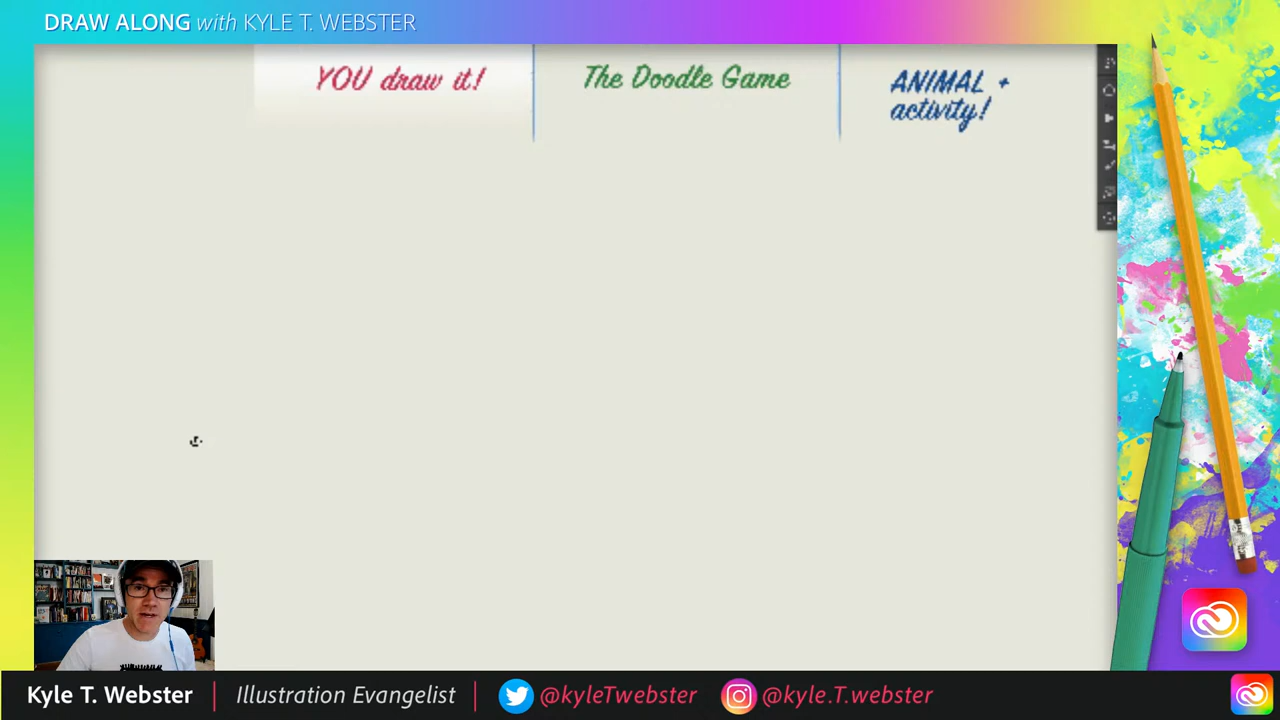 DRAW ALONG with KYLE T. WEBSTER
YOU draw it!
The Doodle Game
ANIMAL +
activity!
Kyle T. Webster | Illustration Evangelist | @kyleTwebster @kyle.T.webster